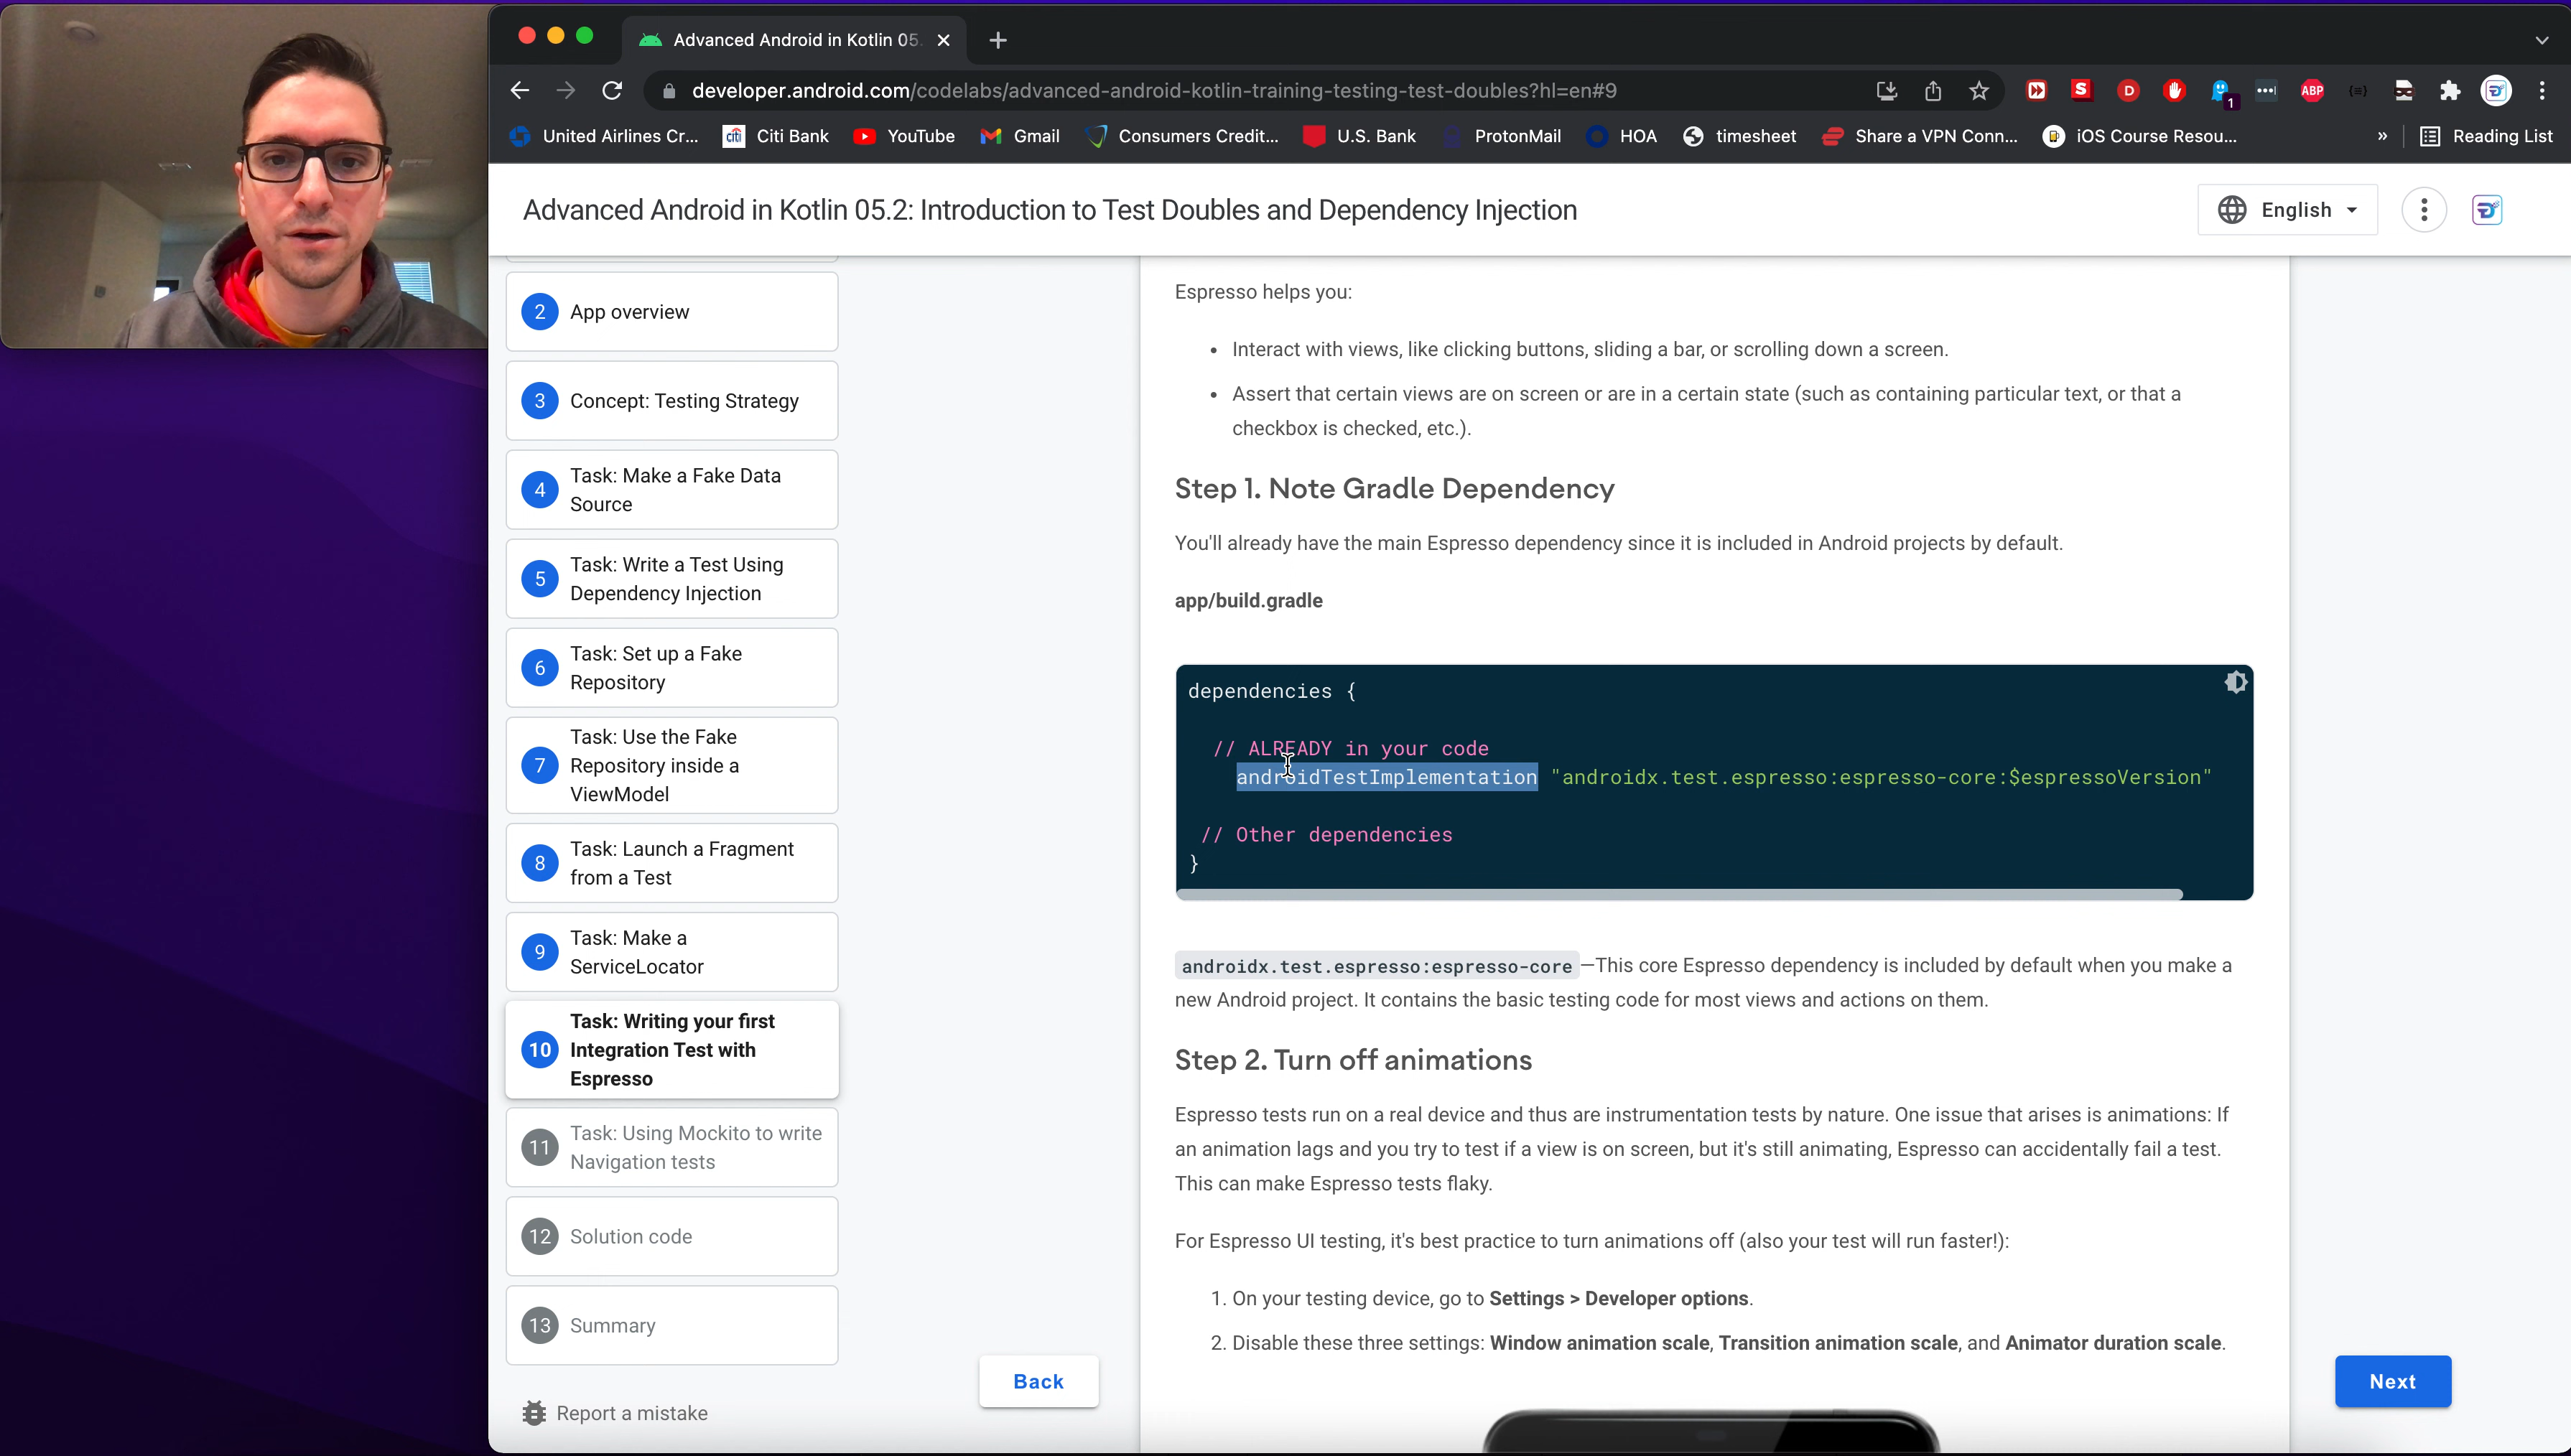 Advanced Android in Kotlin 05.
developer.android.com/codelabs/advanced-android-kotlin-training-testing-test-doubles?hl=en#9
S
D
1
ABP
United Airlines Cr...
citi
Citi Bank
YouTube
Gmail
Consumers Credit...
U.S. Bank
ProtonMail
HOA
timesheet
Share a VPN Conn...
iOS Course Resou...
»
Reading List
Advanced Android in Kotlin 05.2: Introduction to Test Doubles and Dependency Injection
English
2
App overview
3
Concept: Testing Strategy
4
Task: Make a Fake Data
Source
5
Task: Write a Test Using
Dependency Injection
6
Task: Set up a Fake
Repository
7
Task: Use the Fake
Repository inside a
ViewModel
8
Task: Launch a Fragment
from a Test
9
Task: Make a
ServiceLocator
10
Task: Writing your first
Integration Test with
Espresso
11
Task: Using Mockito to write
Navigation tests
12
Solution code
13
Summary
Report a mistake
Back
Espresso helps you:
• Interact with views, like clicking buttons, sliding a bar, or scrolling down a screen.
• Assert that certain views are on screen or are in a certain state (such as containing particular text, or that a
checkbox is checked, etc.).
Step 1. Note Gradle Dependency
You'll already have the main Espresso dependency since it is included in Android projects by default.
app/build.gradle
dependencies {
// ALREADY in your code
androidTestImplementation "androidx.test.espresso:espresso-core:$espressoVersion"
// Other dependencies
}
androidx.test.espresso:espresso-core—This core Espresso dependency is included by default when you make a
new Android project. It contains the basic testing code for most views and actions on them.
Step 2. Turn off animations
Espresso tests run on a real device and thus are instrumentation tests by nature. One issue that arises is animations: If
an animation lags and you try to test if a view is on screen, but it's still animating, Espresso can accidentally fail a test.
This can make Espresso tests flaky.
For Espresso UI testing, it's best practice to turn animations off (also your test will run faster!):
1. On your testing device, go to Settings > Developer options.
2. Disable these three settings: Window animation scale, Transition animation scale, and Animator duration scale.
Next